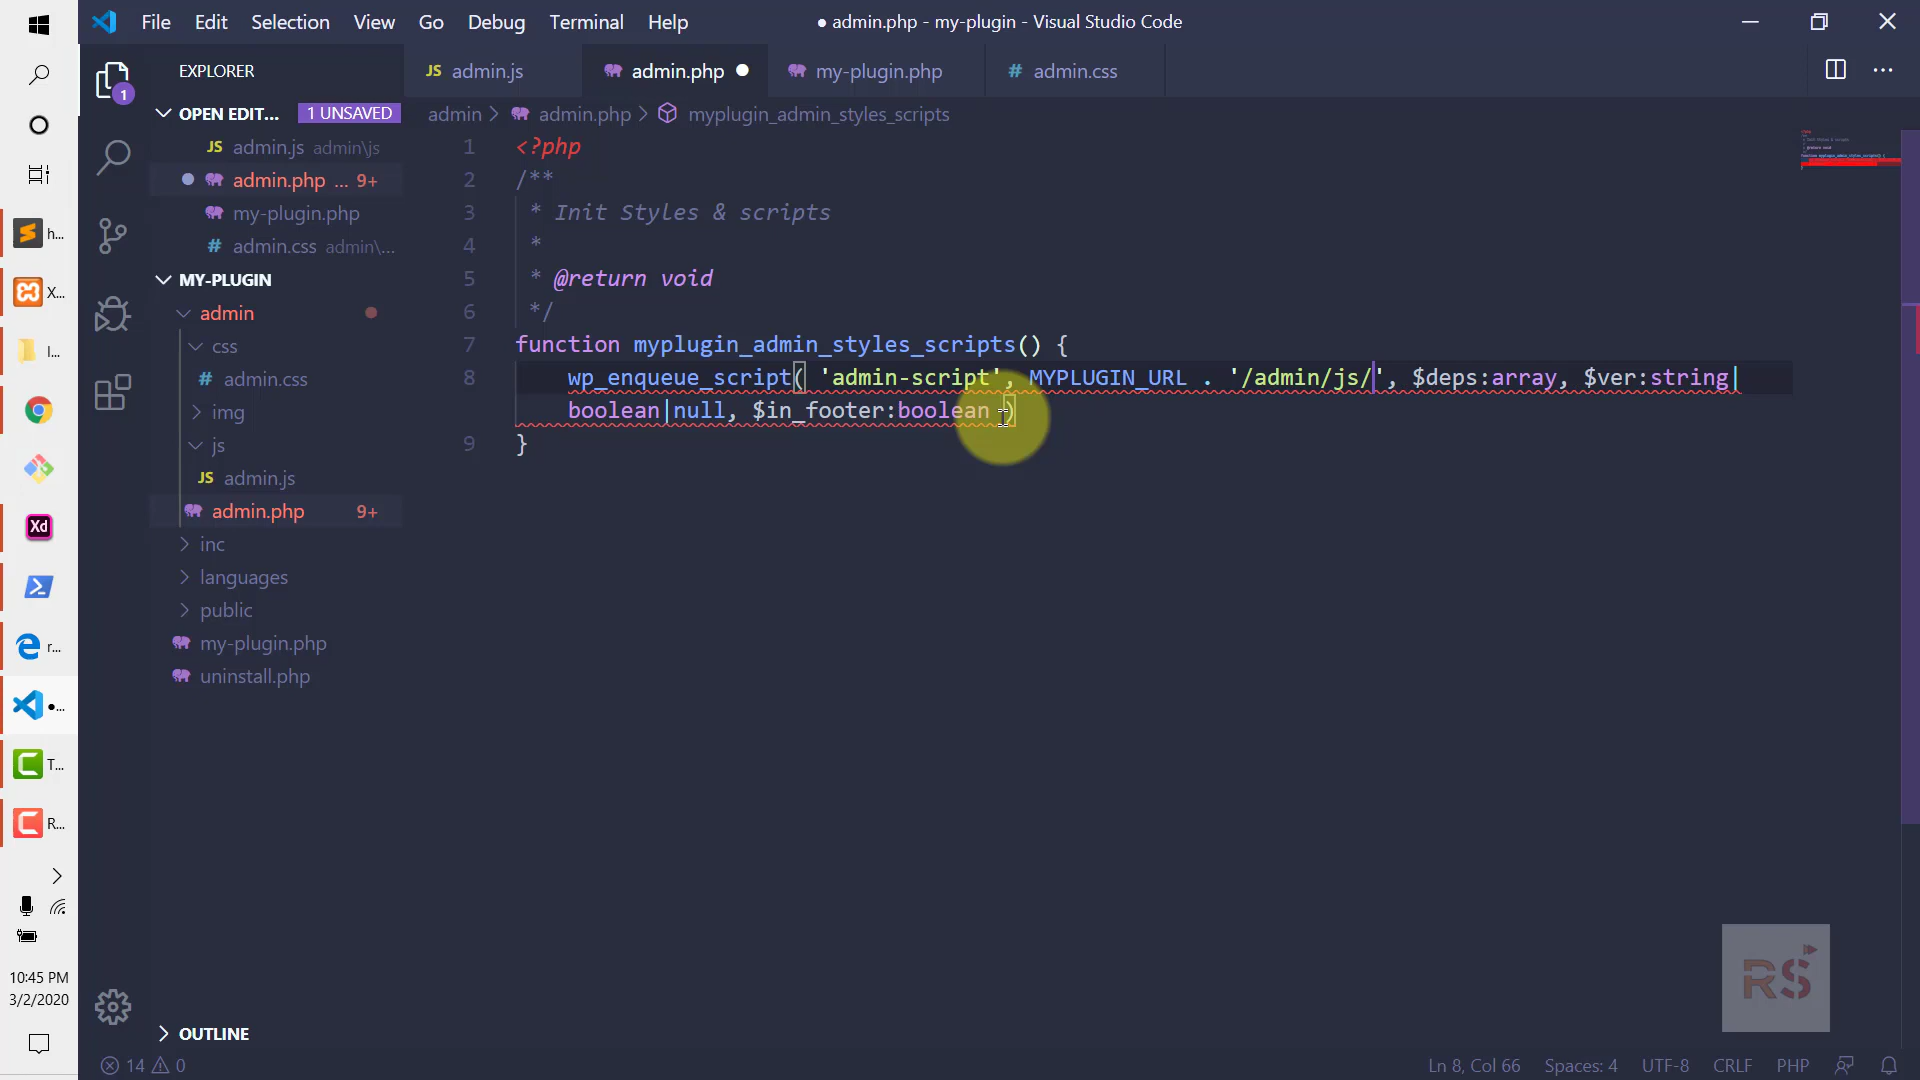 File Edit Selection View Go Debug Terminal Help
● admin.php - my-plugin - Visual Studio Code
EXPLORER
OPEN EDIT... 1 UNSAVED
JS admin.js admin\js
admin.php ... 9+
my-plugin.php
# admin.css admin\...
MY-PLUGIN
admin
css
# admin.css
img
js
JS admin.js
admin.php 9+
inc
languages
public
my-plugin.php
uninstall.php
OUTLINE
JS admin.js
admin.php ●
my-plugin.php
# admin.css
admin > admin.php > myplugin_admin_styles_scripts
1 <?php
2 /**
3 * Init Styles & scripts
4 *
5 * @return void
6 */
7 function myplugin_admin_styles_scripts() {
8 wp_enqueue_script( 'admin-script', MYPLUGIN_URL . '/admin/js/', $deps:array, $ver:string|
boolean|null, $in_footer:boolean )
9 }
h...
X...
l...
Xd
r...
●...
T...
R...
10:45 PM
3/2/2020
1
14 0
Ln 8, Col 66 Spaces: 4 UTF-8 CRLF PHP
RS